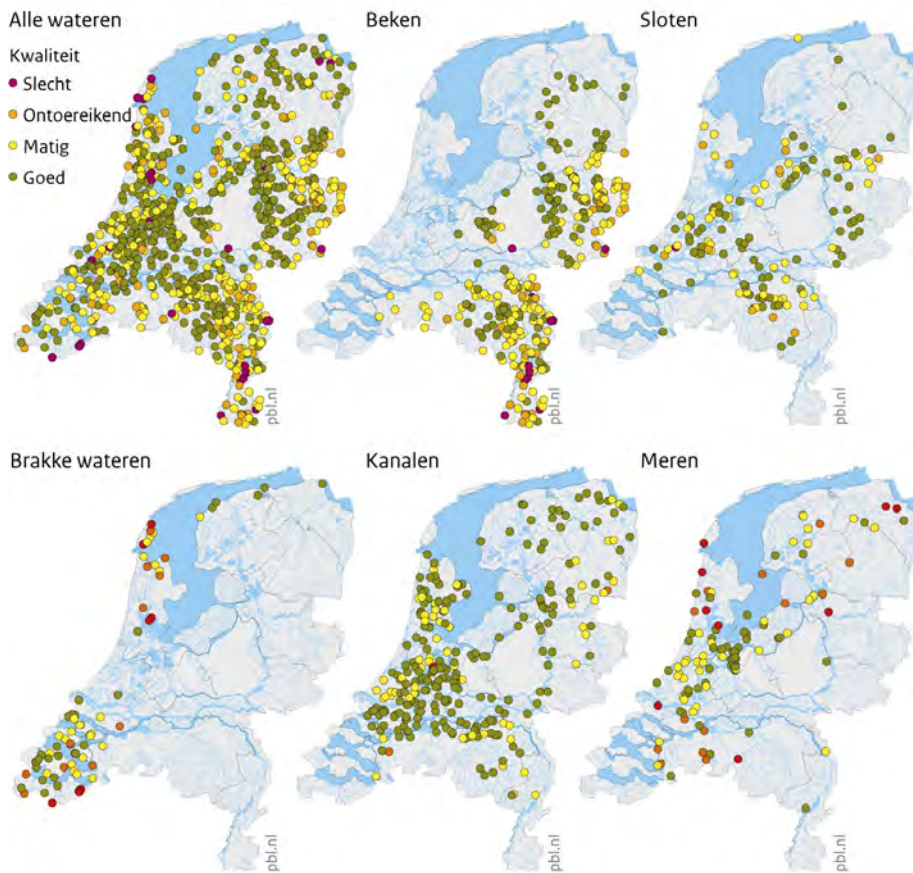 Alle wateren
Kwaliteit
Slecht
Ontoereikend
Matig
Goed
pbl.nl
Beken
pbl.nl
Sloten
pbl.nl
Brakke wateren
pbl.nl
Kanalen
pbl.nl
Meren
pbl.nl